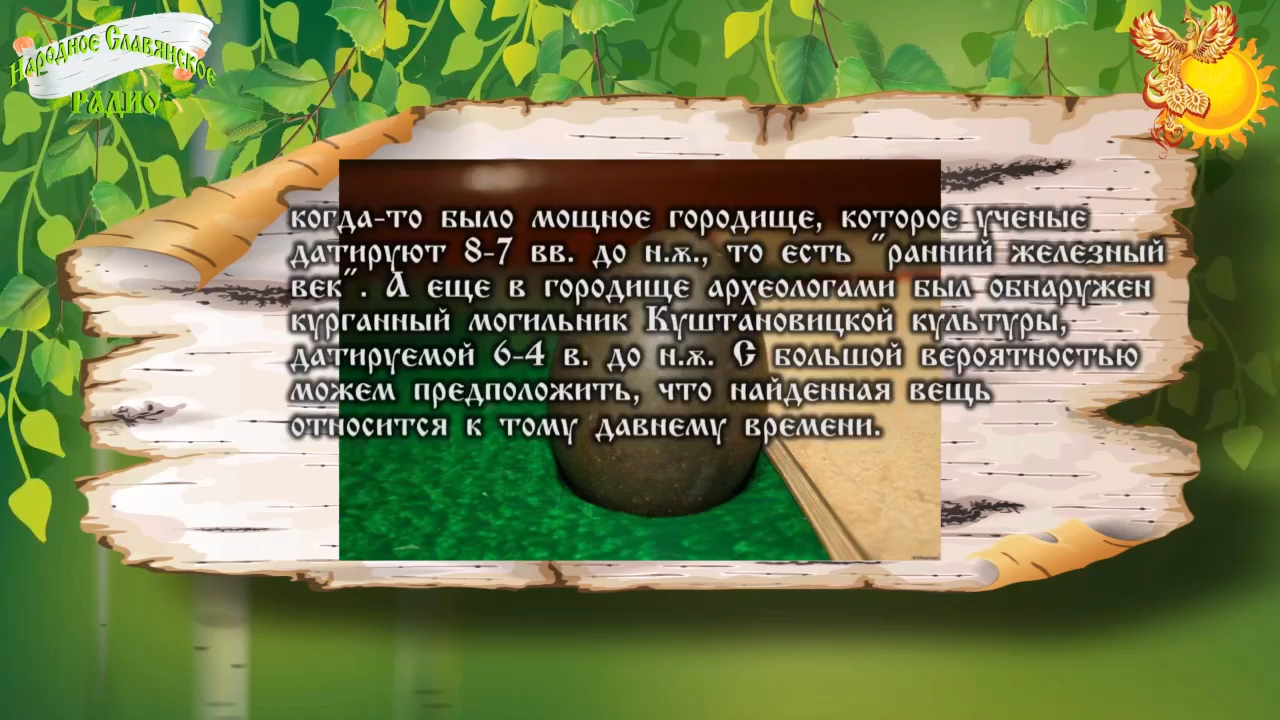 Народное Славянское
РАДИО
когда-то было мощное городище, которое ученые
датируют 8-7 вв. до н.ѫ., то есть "ранний железный
век". А еще в городище археологами был обнаружен
курганный могильник Куштановицкой культуры,
датируемой 6-4 в. до н.ѫ. С большой вероятностью
можем предположить, что найденная вещь
относится к тому давнему времени.